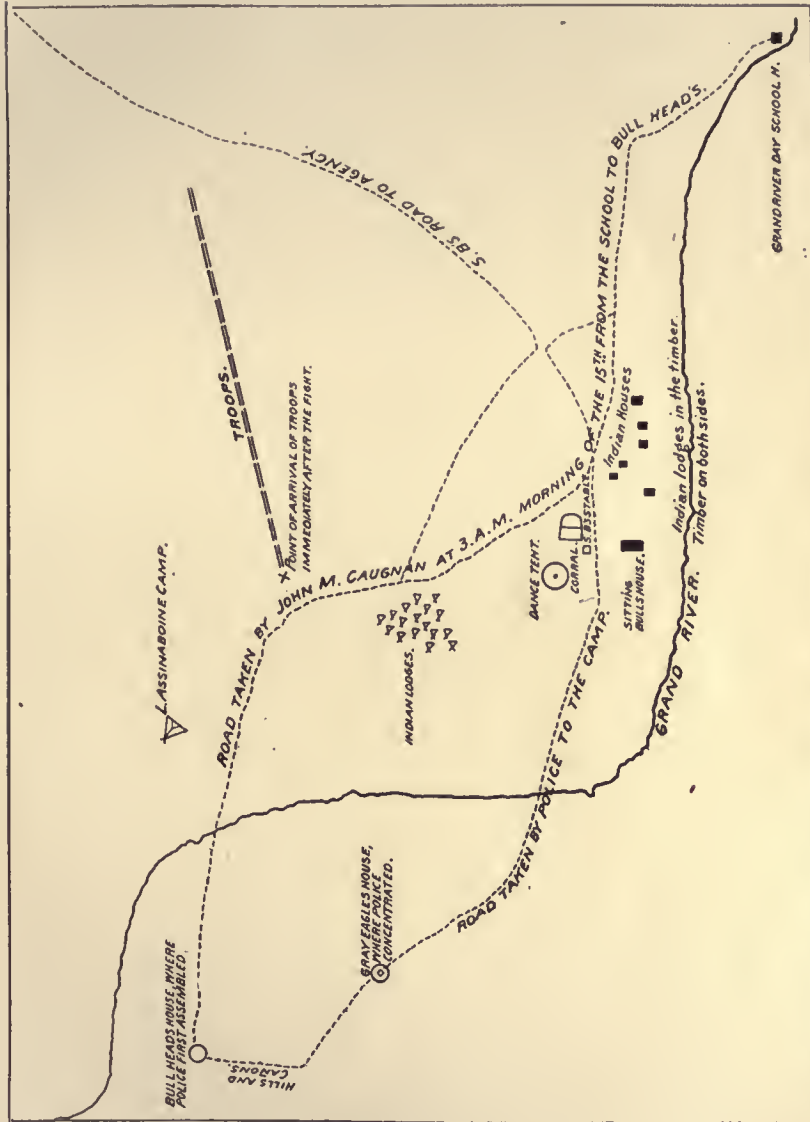 BULL HEADS HOUSE, WHERE
POLICE FIRST ASSEMBLED.
HILLS AND
CAÑONS.
GRAY EAGLES HOUSE,
WHERE POLICE
CONCENTRATED.
ROAD TAKEN BY POLICE TO THE CAMP.
1. ASSINABOINE CAMP.
ROAD TAKEN BY JOHN M. CAUGNAN AT 3.A.M. MORNING OF THE 15TH FROM THE SCHOOL TO BULL HEAD'S.
INDIAN LODGES.
TROOPS.
POINT OF ARRIVAL OF TROOPS
IMMEDIATELY AFTER THE FIGHT.
S.B'S ROAD TO AGENCY
DANCE TENT.
CORRAL.
S.B'S STABLE
SITTING
BULLS HOUSE.
Indian Houses
GRAND RIVER.
Indian lodges in the timber.
Timber on both sides.
GRAND RIVER DAY SCHOOL H.